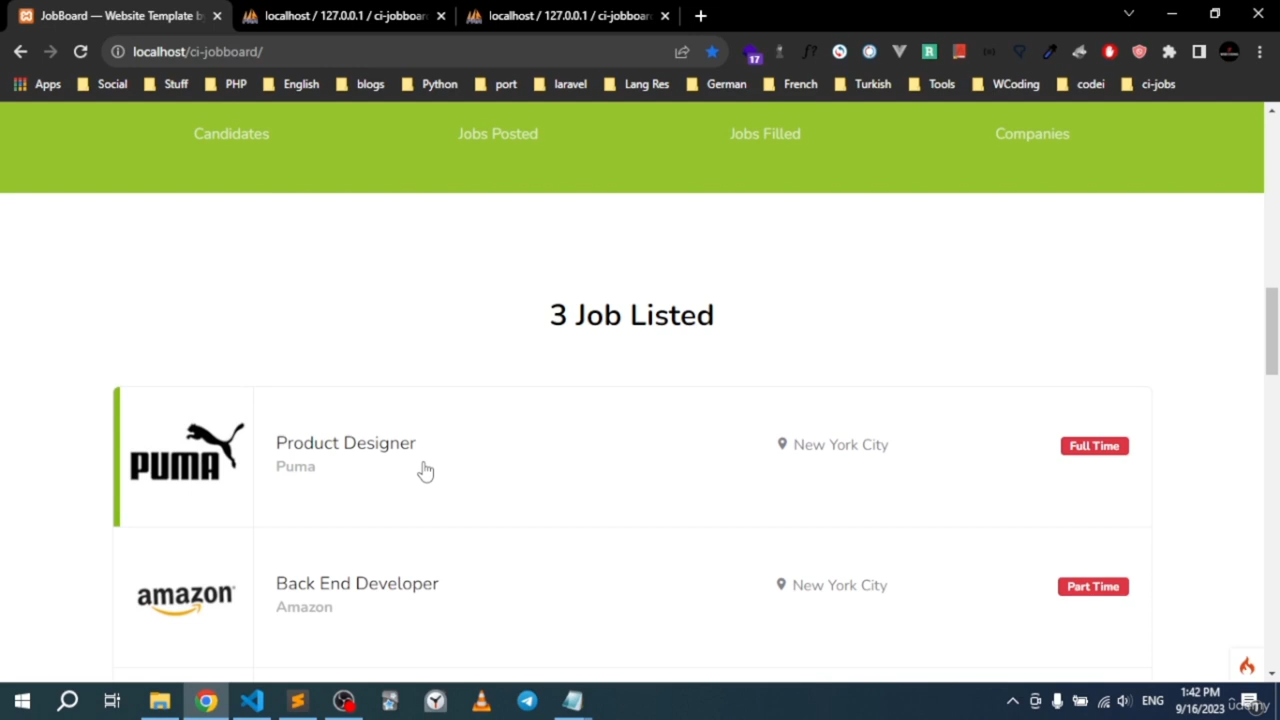 JobBoard — Website Template by
localhost / 127.0.0.1 / ci-jobboar
localhost / 127.0.0.1 / ci-jobboar
localhost/ci-jobboard/
17
Apps Social Stuff PHP English blogs Python port laravel Lang Res German French Turkish Tools WCoding codei ci-jobs
Candidates Jobs Posted Jobs Filled Companies
3 Job Listed
PUMA
Product Designer
Puma
New York City
Full Time
amazon
Back End Developer
Amazon
New York City
Part Time
ENG
1:42 PM
9/16/2023
udemy